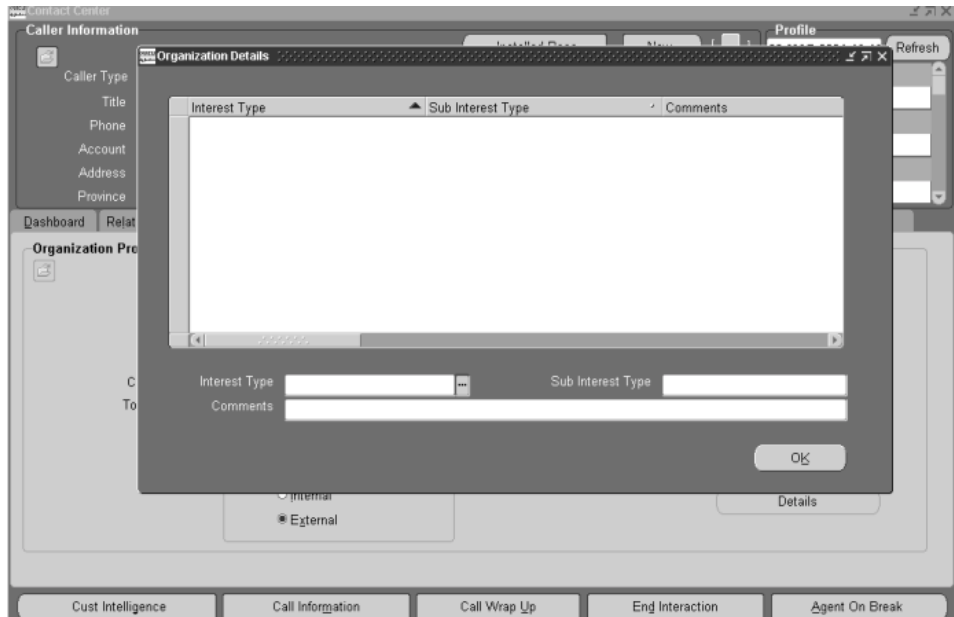 Contact Center
Caller Information
Profile
Refresh
Organization Details
Caller Type
Title
Phone
Account
Address
Province
Interest Type Sub Interest Type Comments
Dashboard
Organization
Interest Type Sub Interest Type
Comments
OK
Internal
External
Details
Cust Intelligence Call Information Call Wrap Up End Interaction Agent On Break